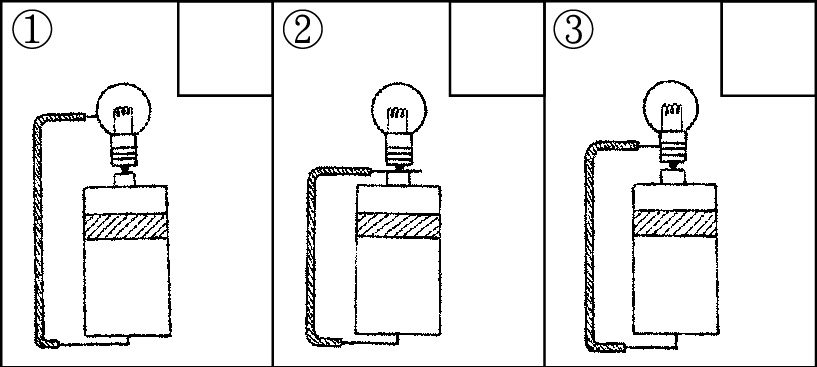 ① ② ③